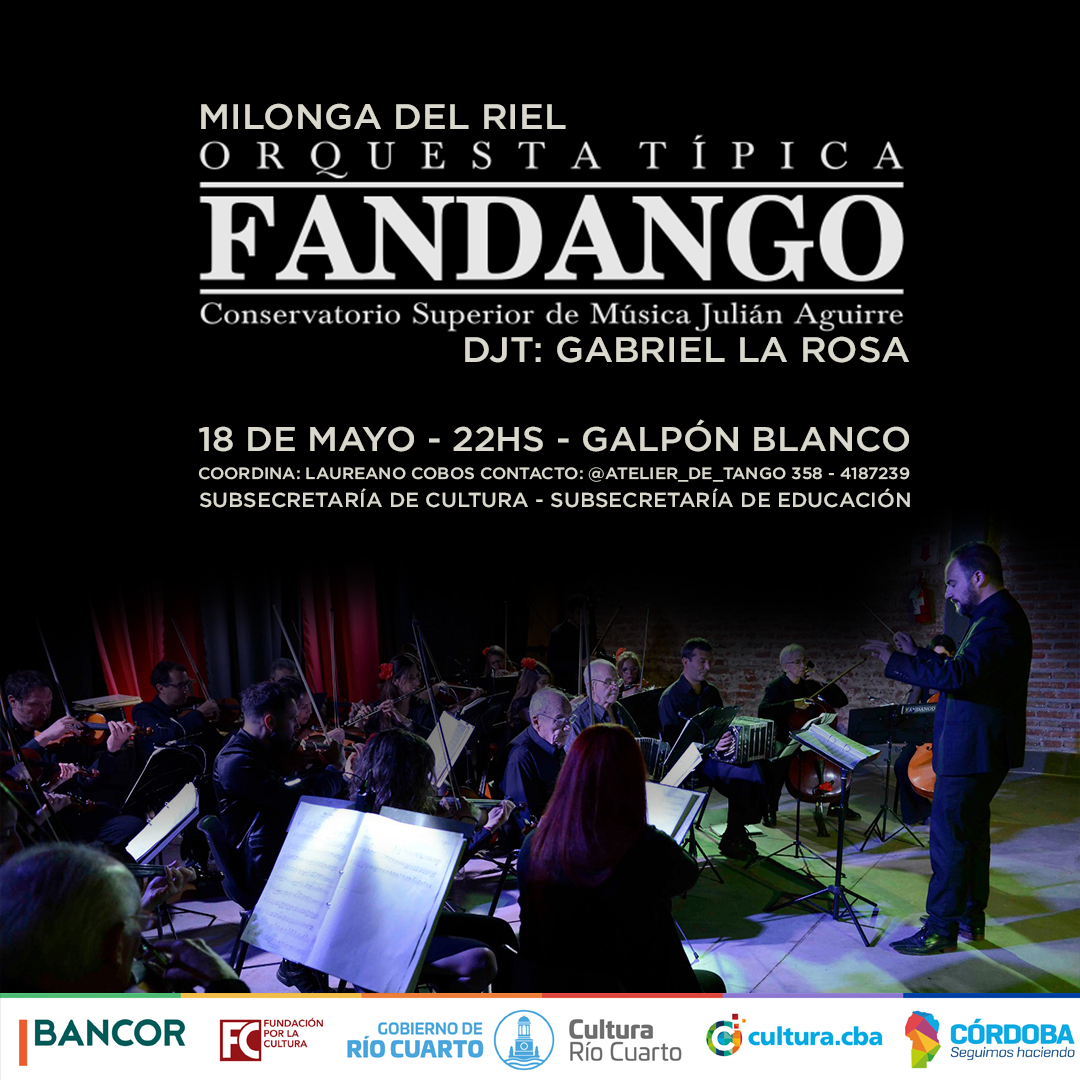 MILONGA DEL RIEL
ORQUESTA TÍPICA
FANDANGO
Conservatorio Superior de Música Julián Aguirre
DJT: GABRIEL LA ROSA
18 DE MAYO - 22HS - GALPÓN BLANCO
COORDINA: LAUREANO COBOS CONTACTO: @ATELIER_DE_TANGO 358 - 4187239
SUBSECRETARÍA DE CULTURA - SUBSECRETARÍA DE EDUCACIÓN
FANDANGO
BANCOR
FC
FUNDACIÓN
POR LA
CULTURA
GOBIERNO DE
RÍO CUARTO
Cultura
Río Cuarto
cultura.cba
CÓRDOBA
Seguimos haciendo